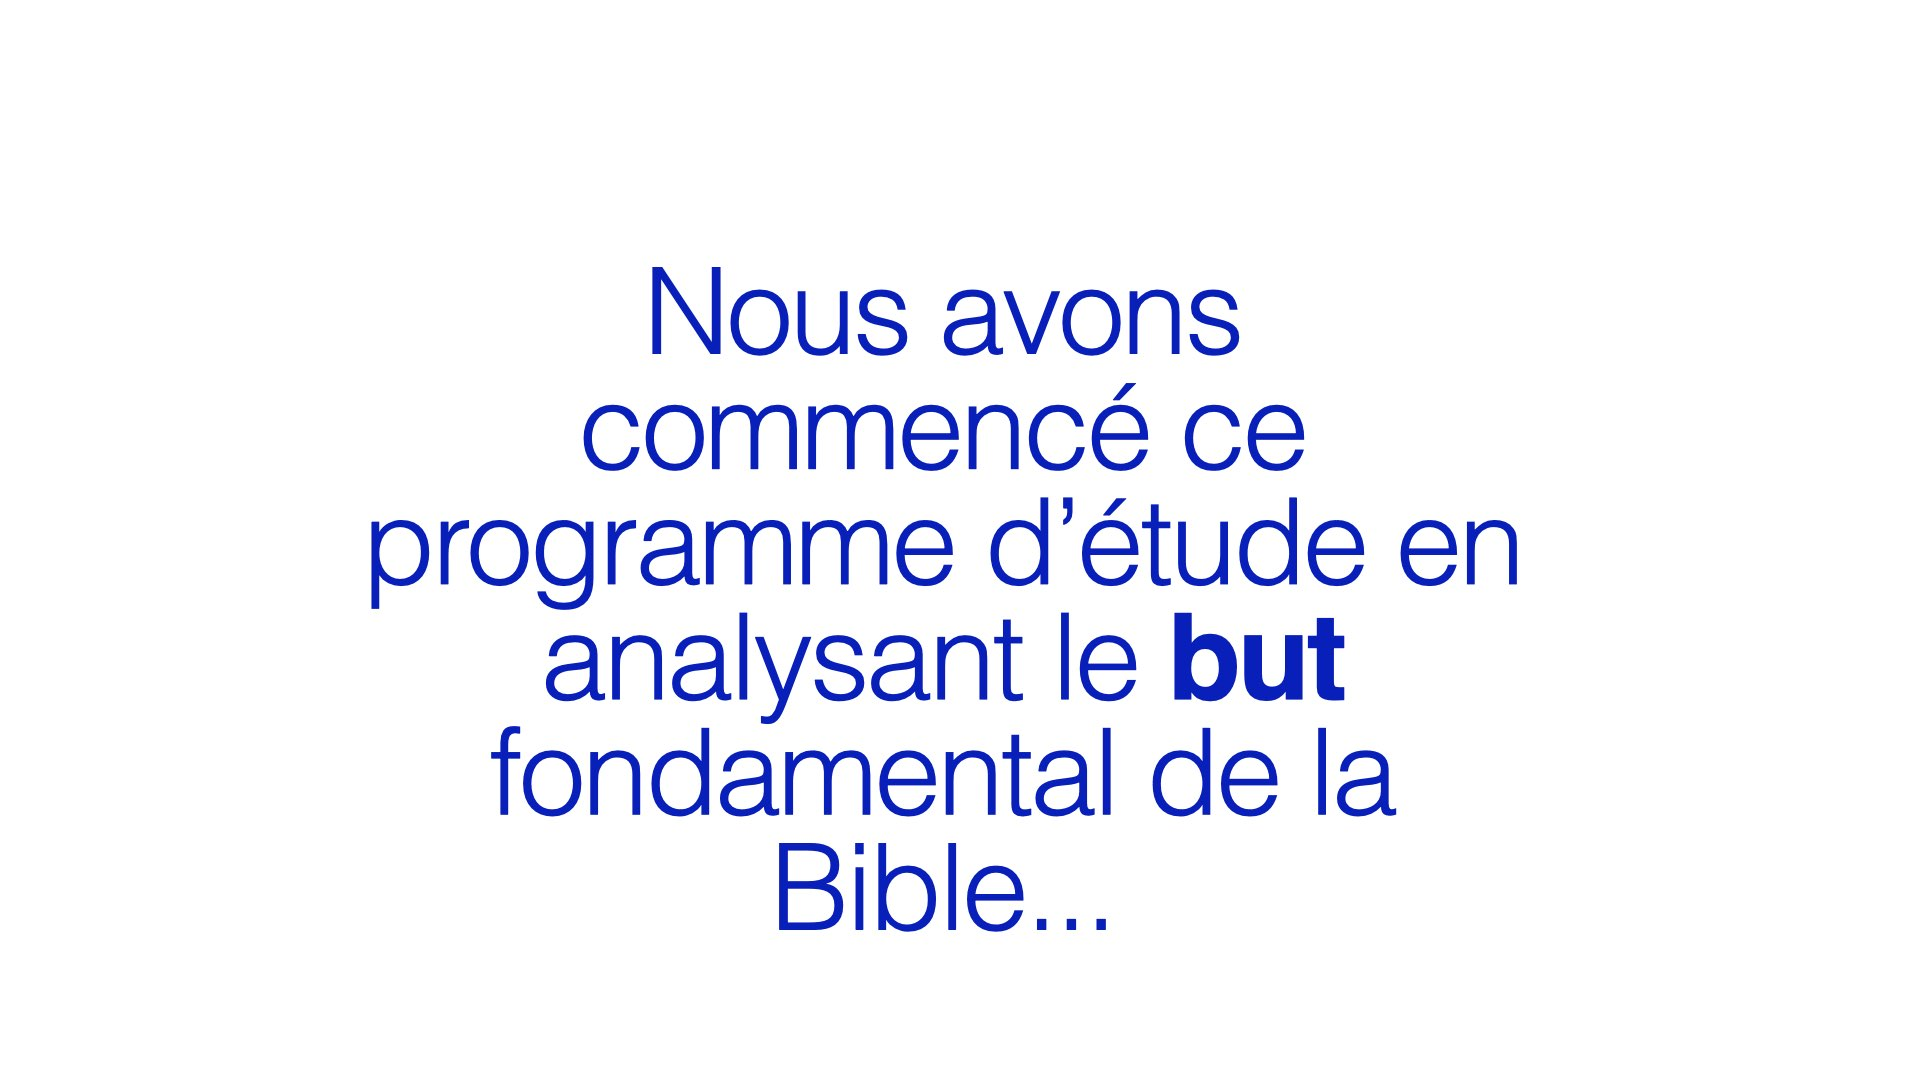 Nous avons
commencé ce
programme d’étude en
analysant le but
fondamental de la
Bible...